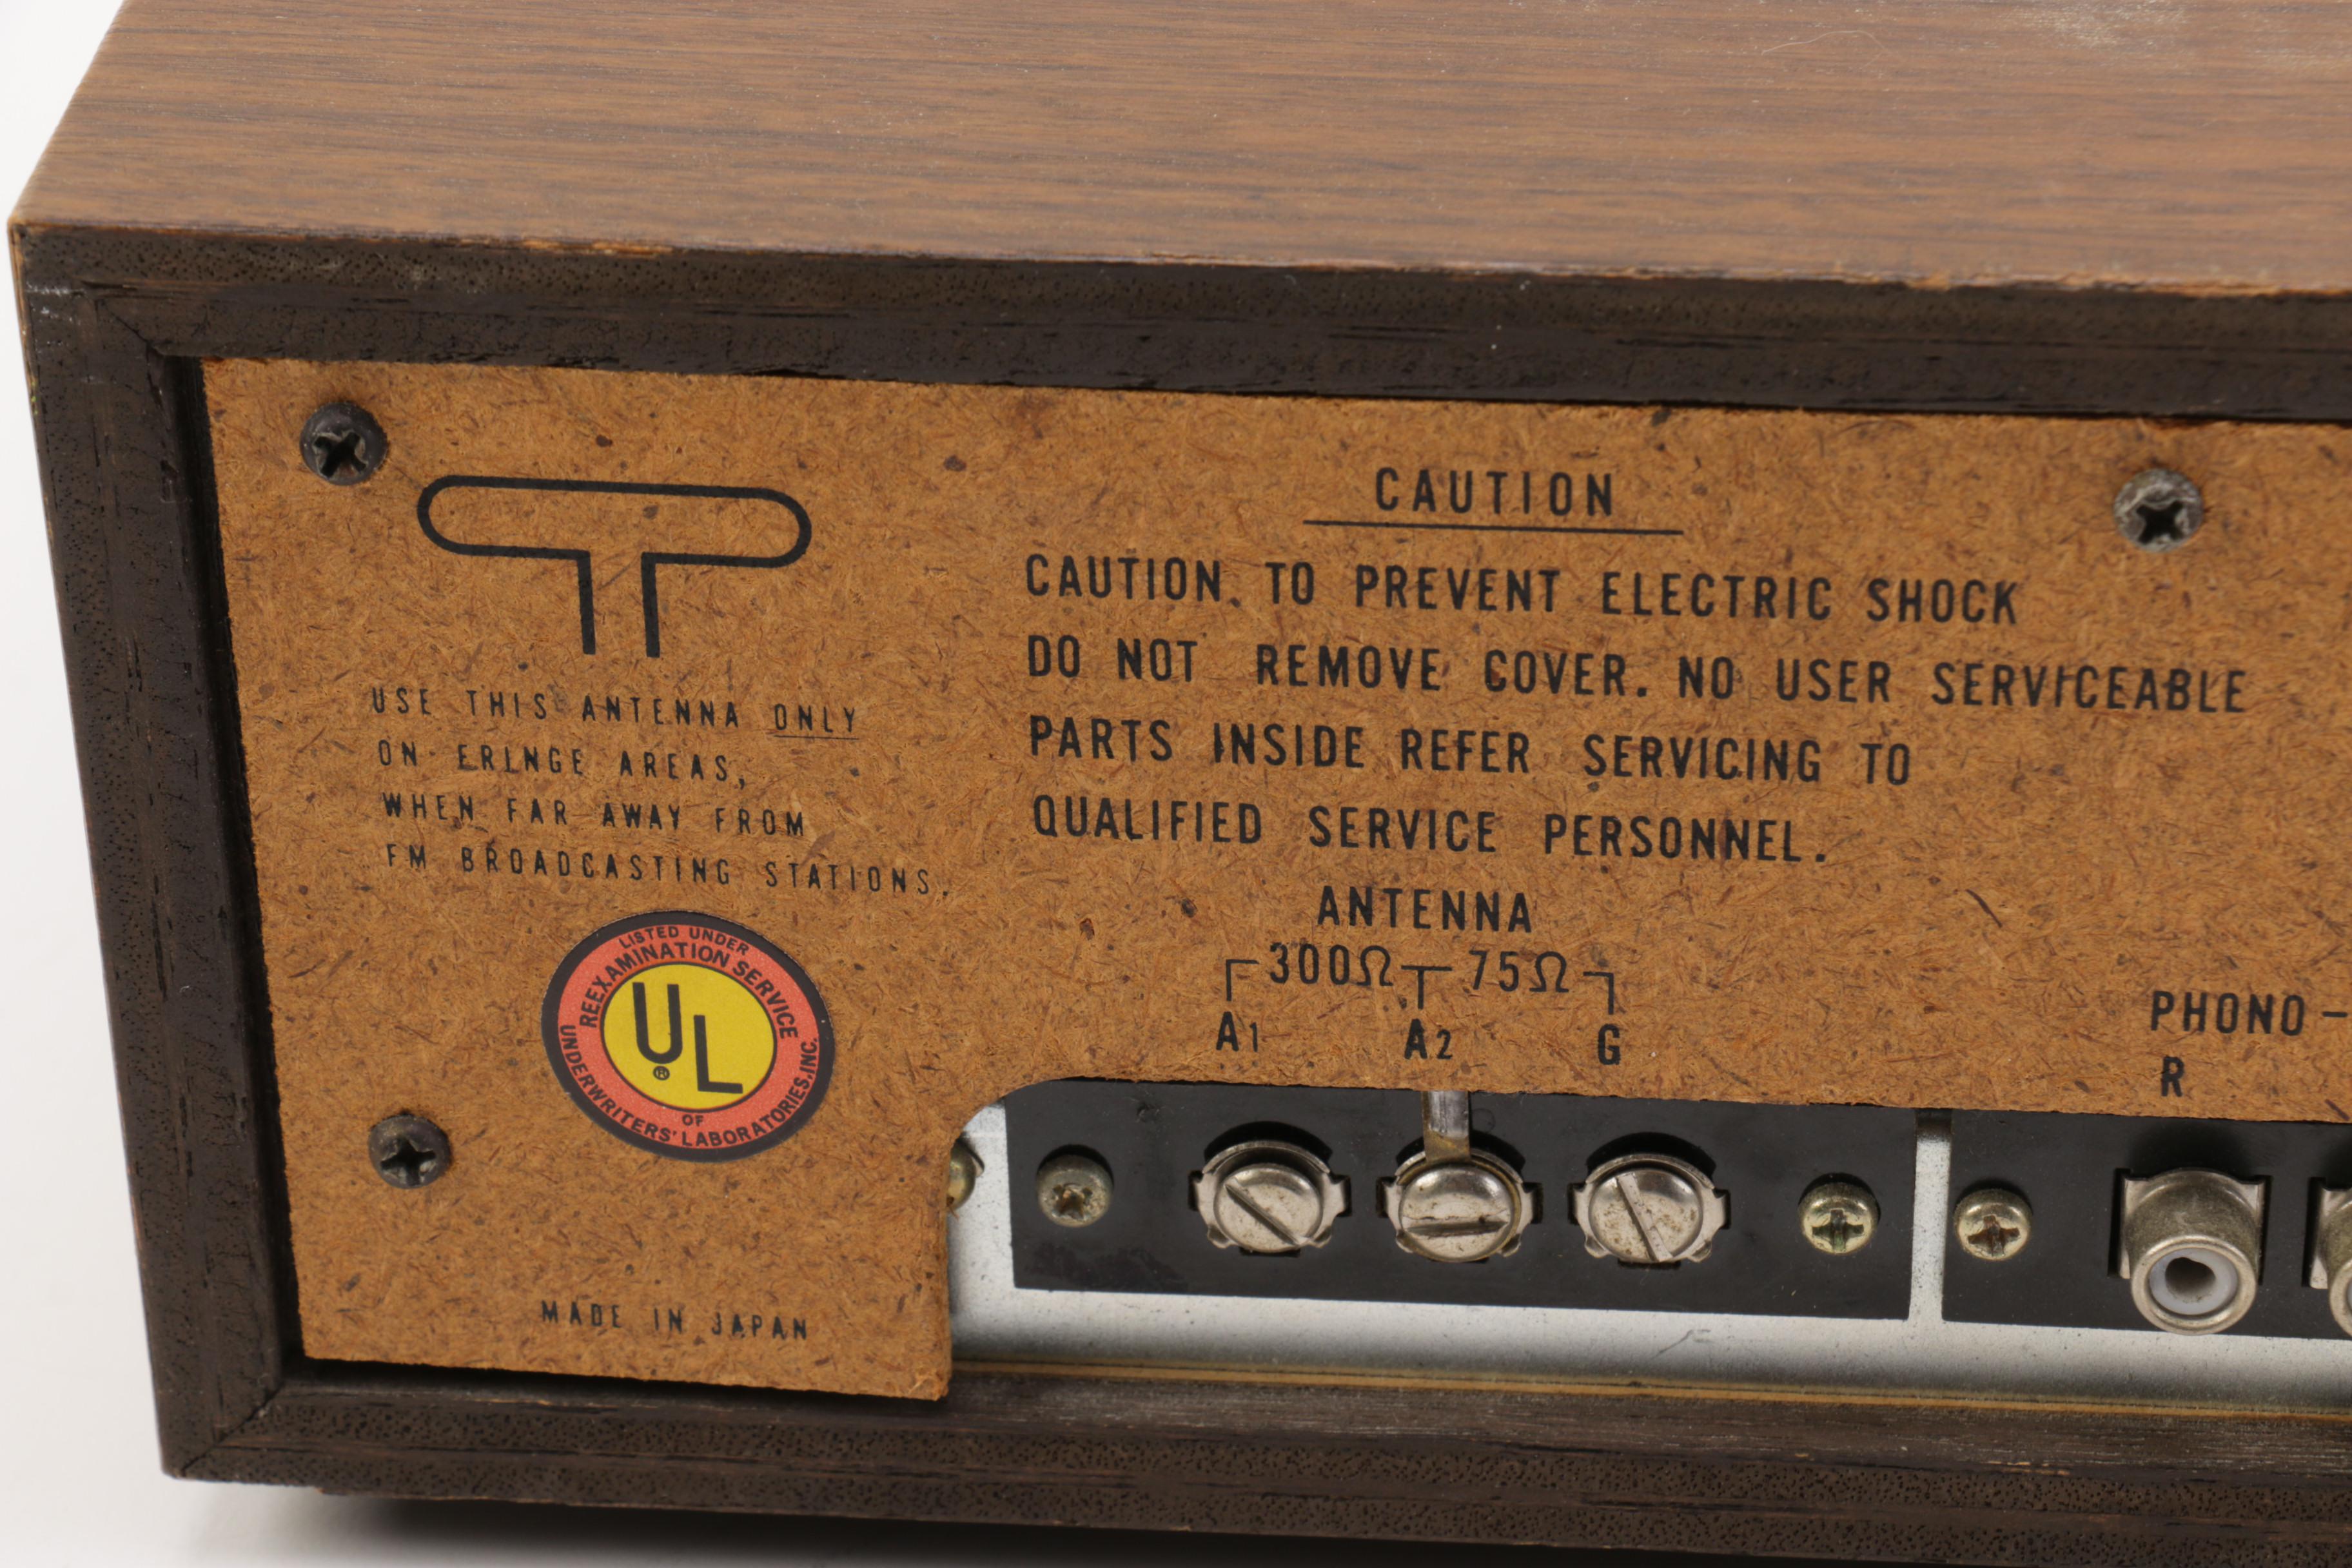 CAUTION
CAUTION. TO PREVENT ELECTRIC SHOCK
DO NOT REMOVE COVER. NO USER SERVICEABLE
PARTS INSIDE REFER SERVICING TO
QUALIFIED SERVICE PERSONNEL.
USE THIS ANTENNA ONLY
ON FRINGE AREAS,
WHEN FAR AWAY FROM
FM BROADCASTING STATIONS.
ANTENNA
300Ω 75Ω
A1 A2 G
PHONO
R
LISTED UNDER
REEXAMINATION SERVICE
UL®
OF
UNDERWRITERS' LABORATORIES, INC.
MADE IN JAPAN